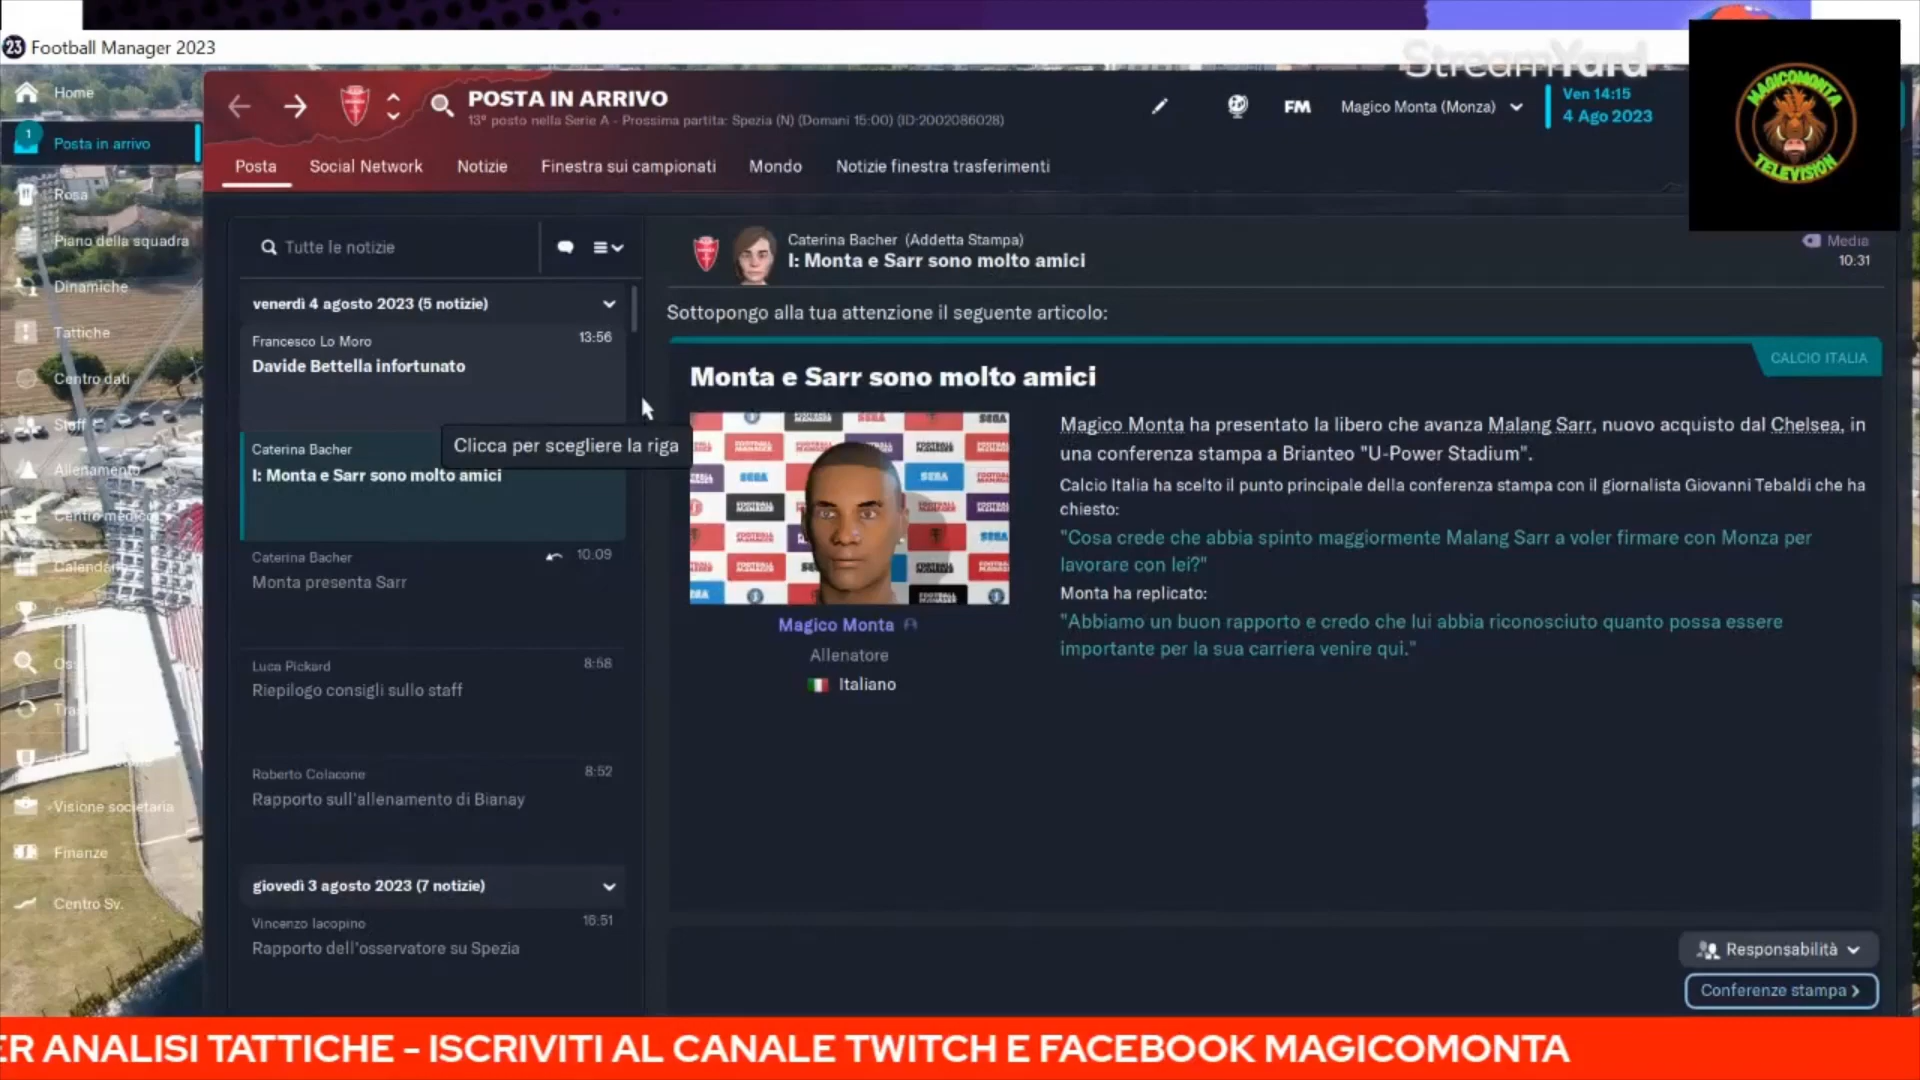 Football Manager 2023
StreamYard
MAGICOMONTA
TELEVISION
Home
1
Posta in arrivo
Rosa
Piano della squadra
Dinamiche
Tattiche
Centro dati
Staff
Allenamento
Centro medico
Calendar
Visione societaria
Finanze
Centro Sv.
POSTA IN ARRIVO
13° posto nella Serie A - Prossima partita: Spezia (N) (Domani 15:00) (ID:2002086028)
FM
Magico Monta (Monza)
Ven 14:15
4 Ago 2023
Posta
Social Network
Notizie
Finestra sui campionati
Mondo
Notizie finestra trasferimenti
Tutte le notizie
venerdì 4 agosto 2023 (5 notizie)
Francesco Lo Moro
13:56
Davide Bettella infortunato
Clicca per scegliere la riga
Caterina Bacher
I: Monta e Sarr sono molto amici
Caterina Bacher
10:09
Monta presenta Sarr
Luca Pickard
8:58
Riepilogo consigli sullo staff
Roberto Colacone
8:52
Rapporto sull'allenamento di Bianay
giovedì 3 agosto 2023 (7 notizie)
Vincenzo Iacopino
16:51
Rapporto dell'osservatore su Spezia
Caterina Bacher (Addetta Stampa)
I: Monta e Sarr sono molto amici
Media
10:31
Sottopongo alla tua attenzione il seguente articolo:
CALCIO ITALIA
Monta e Sarr sono molto amici
Magico Monta
Allenatore
Italiano
Magico Monta ha presentato la libero che avanza Malang Sarr, nuovo acquisto dal Chelsea, in
una conferenza stampa a Brianteo "U-Power Stadium".
Calcio Italia ha scelto il punto principale della conferenza stampa con il giornalista Giovanni Tebaldi che ha
chiesto:
"Cosa crede che abbia spinto maggiormente Malang Sarr a voler firmare con Monza per
lavorare con lei?"
Monta ha replicato:
"Abbiamo un buon rapporto e credo che lui abbia riconosciuto quanto possa essere
importante per la sua carriera venire qui."
Responsabilità
Conferenze stampa
ER ANALISI TATTICHE - ISCRIVITI AL CANALE TWITCH E FACEBOOK MAGICOMONTA